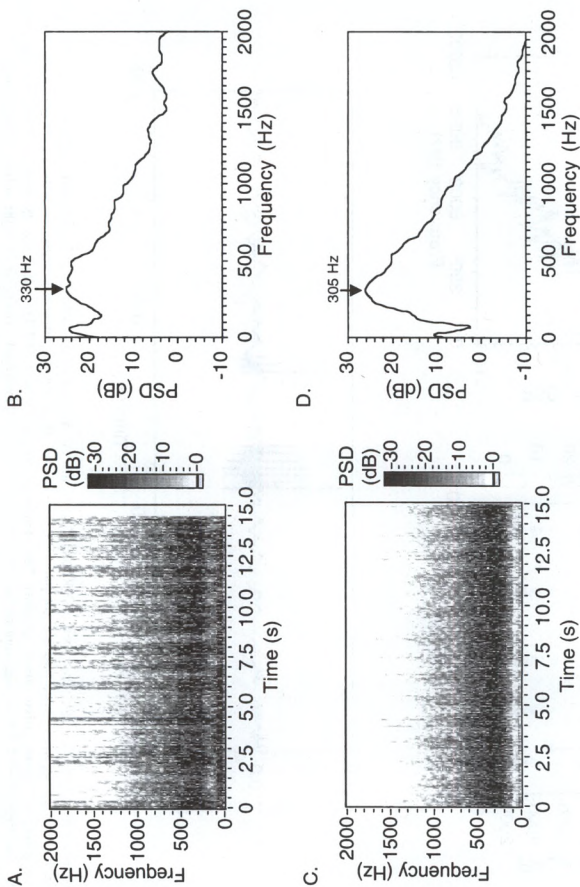 A.
2000
1500
1000
500
0
Frequency (Hz)
0 2.5 5.0 7.5 10.0 12.5 15.0
Time (s)
PSD
(dB)
30
20
10
0
B.
330 Hz
30
20
10
0
-10
PSD (dB)
0 500 1000 1500 2000
Frequency (Hz)
C.
2000
1500
1000
500
0
Frequency (Hz)
0 2.5 5.0 7.5 10.0 12.5 15.0
Time (s)
PSD
(dB)
30
20
10
0
D.
305 Hz
30
20
10
0
-10
PSD (dB)
0 500 1000 1500 2000
Frequency (Hz)